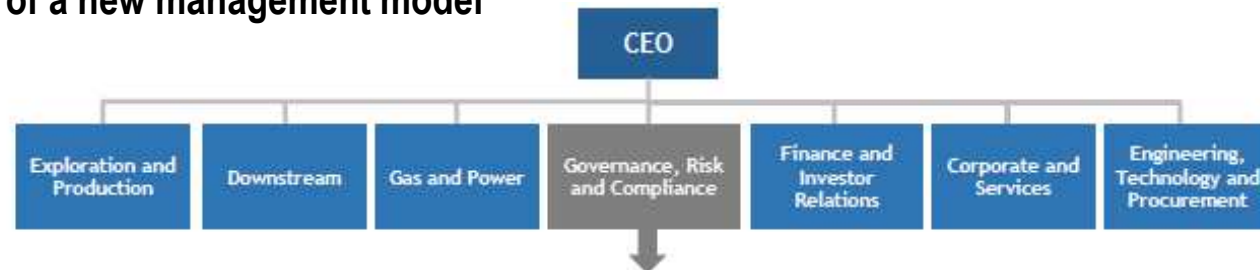 of a new management model
CEO
Exploration and
Production
Downstream
Gas and Power
Governance, Risk
and Compliance
Finance and
Investor
Relations
Corporate and
Services
Engineering,
Technology and
Procurement